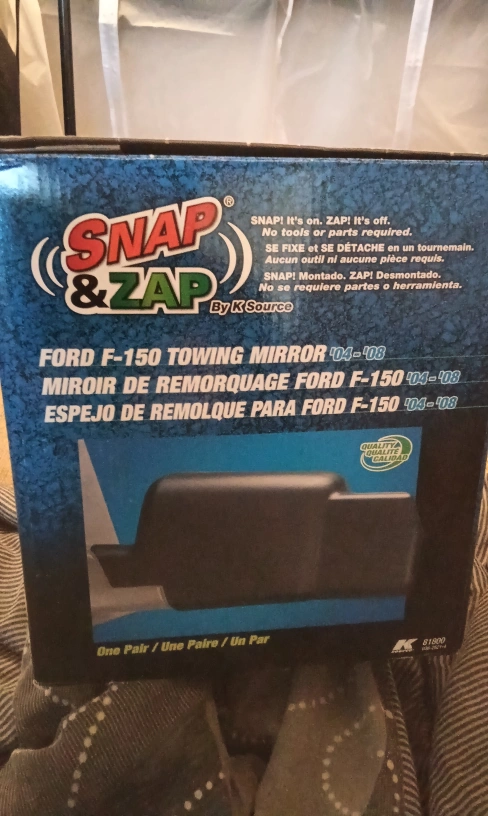 SNAP
&ZAP
®
By K Source
SNAP! It's on. ZAP! It's off.
No tools or parts required.
SE FIXE et SE DÉTACHE en un tournemain.
Aucun outil ni aucune pièce requis.
SNAP! Montado. ZAP! Desmontado.
No se requiere partes o herramienta.
FORD F-150 TOWING MIRROR '04-'08
MIROIR DE REMORQUAGE FORD F-150 '04-'08
ESPEJO DE REMOLQUE PARA FORD F-150 '04-'08
QUALITY
QUALITÉ
CALIDAD
One Pair / Une Paire / Un Par
K
81800